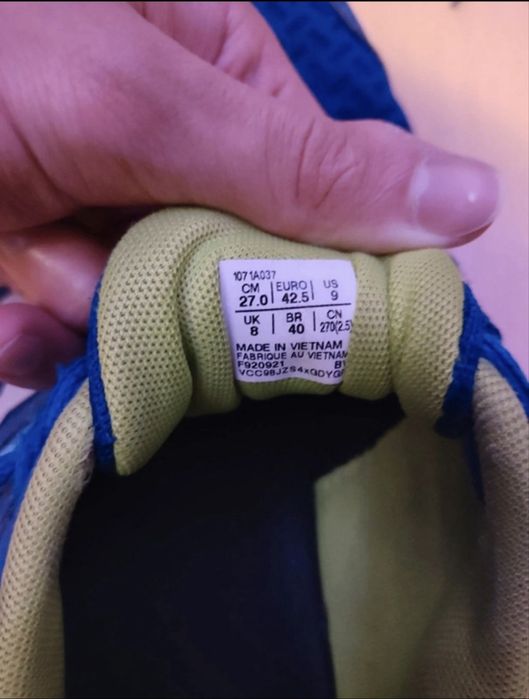 1071A037
CM EURO US
27.0 42.5 9
UK BR CN
8 40 270(2.5)
MADE IN VIETNAM
FABRIQUE AU VIETNAM
F920921